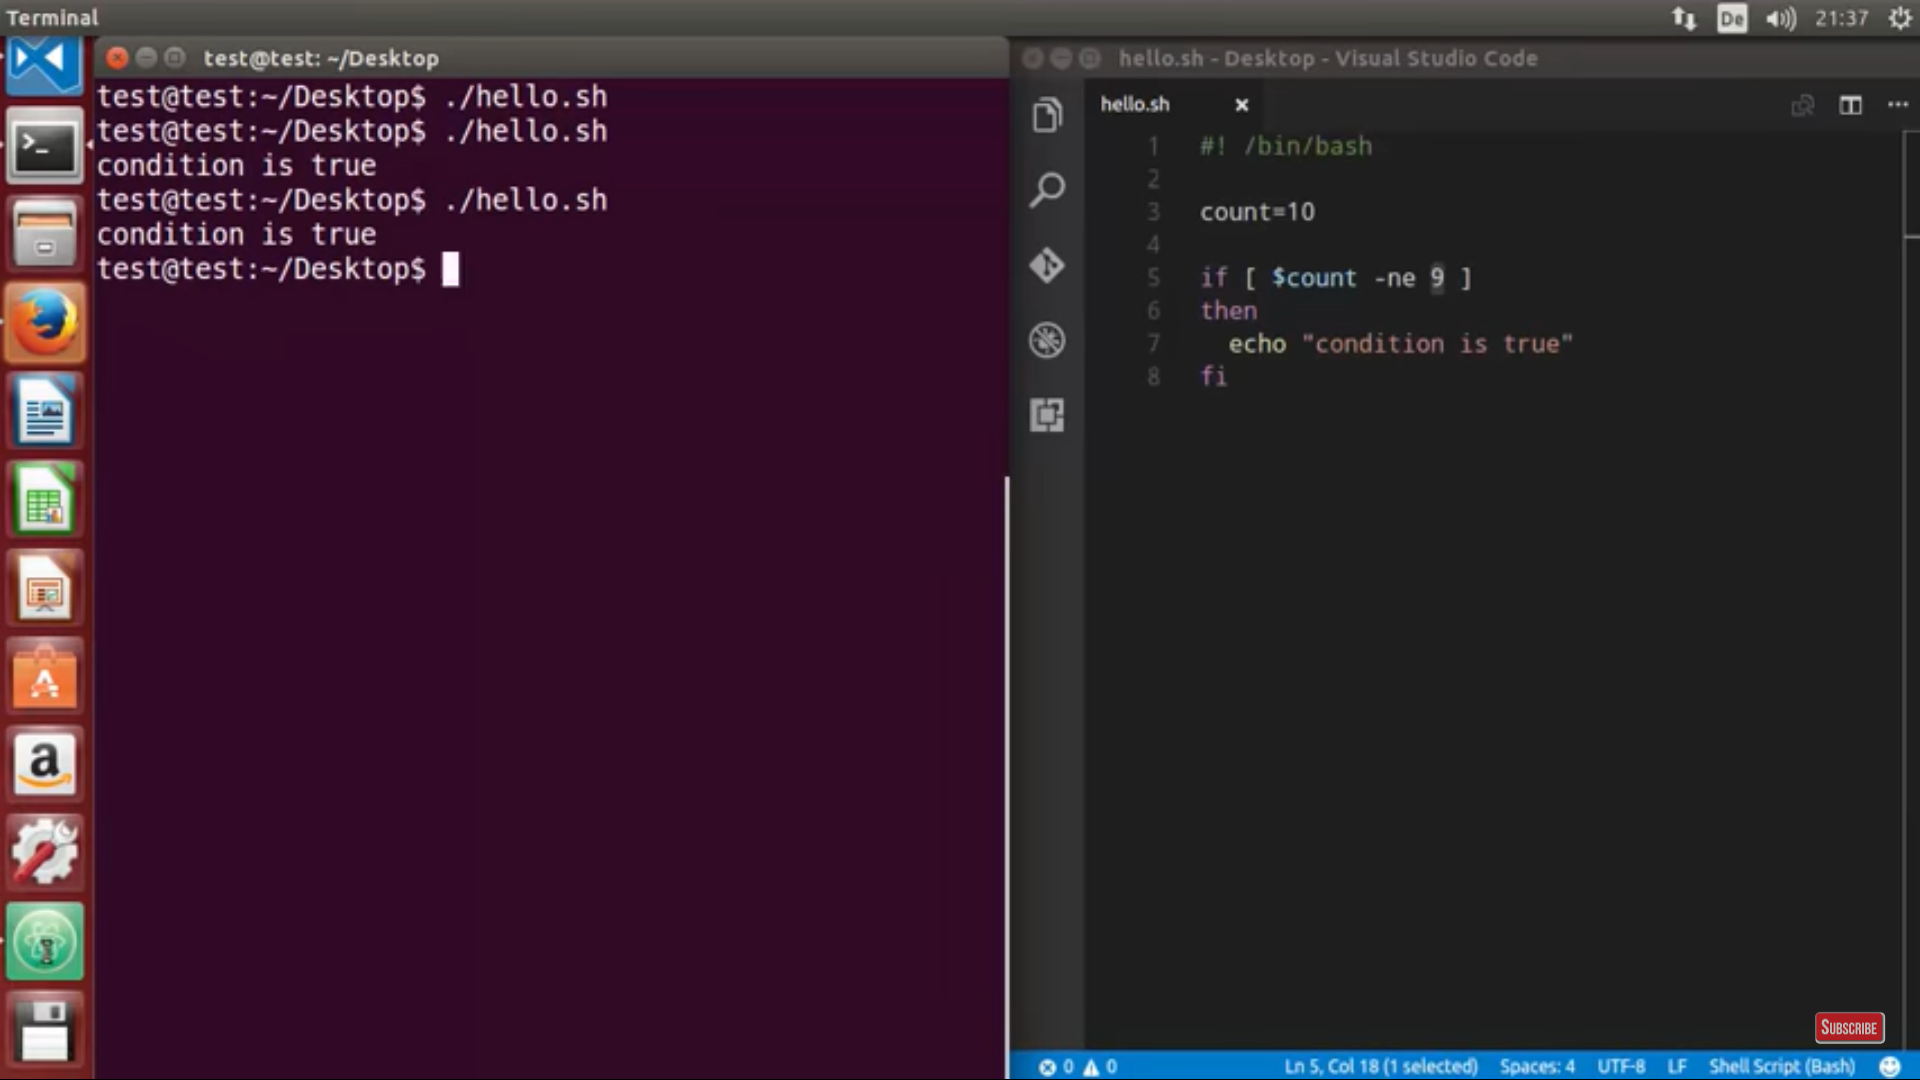 Terminal
De
21:37
test@test: ~/Desktop
test@test:~/Desktop$ ./hello.sh
test@test:~/Desktop$ ./hello.sh
condition is true
test@test:~/Desktop$ ./hello.sh
condition is true
test@test:~/Desktop$
hello.sh - Desktop - Visual Studio Code
hello.sh
1 #! /bin/bash
2
3 count=10
4
5 if [ $count -ne 9 ]
6 then
7 echo "condition is true"
8 fi
SUBSCRIBE
0 0 Ln 5, Col 18 (1 selected) Spaces: 4 UTF-8 LF Shell Script (Bash)